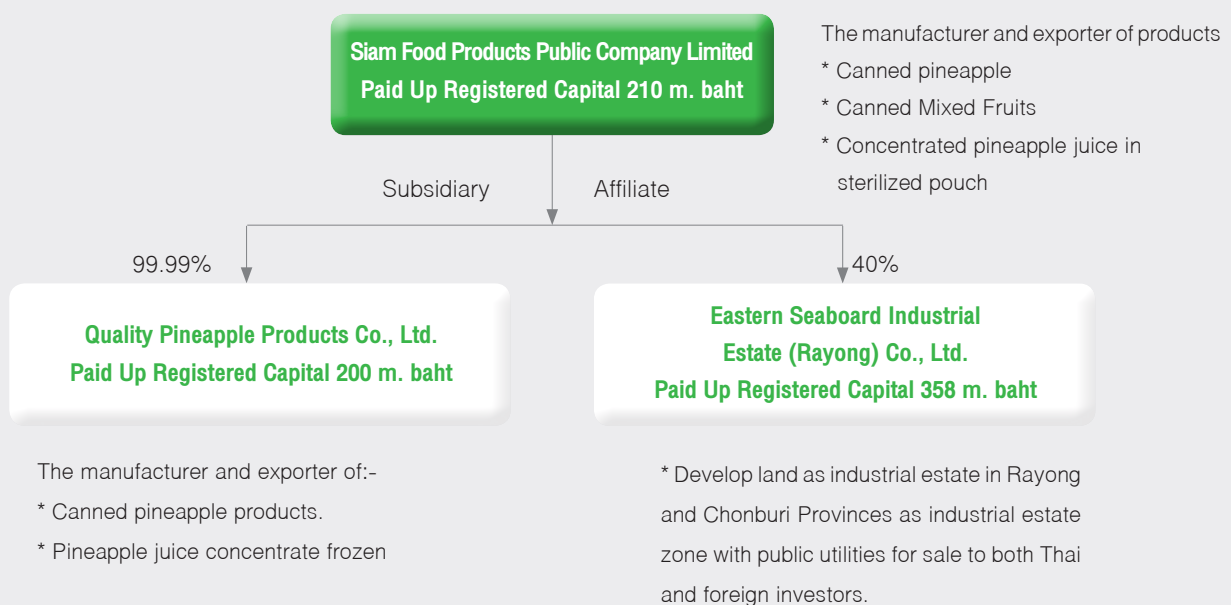 Siam Food Products Public Company Limited
Paid Up Registered Capital 210 m. baht
The manufacturer and exporter of products
* Canned pineapple
* Canned Mixed Fruits
* Concentrated pineapple juice in
sterilized pouch
Subsidiary
Affiliate
99.99%
40%
Quality Pineapple Products Co., Ltd.
Paid Up Registered Capital 200 m. baht
Eastern Seaboard Industrial
Estate (Rayong) Co., Ltd.
Paid Up Registered Capital 358 m. baht
The manufacturer and exporter of:-
* Canned pineapple products.
* Pineapple juice concentrate frozen
* Develop land as industrial estate in Rayong
and Chonburi Provinces as industrial estate
zone with public utilities for sale to both Thai
and foreign investors.